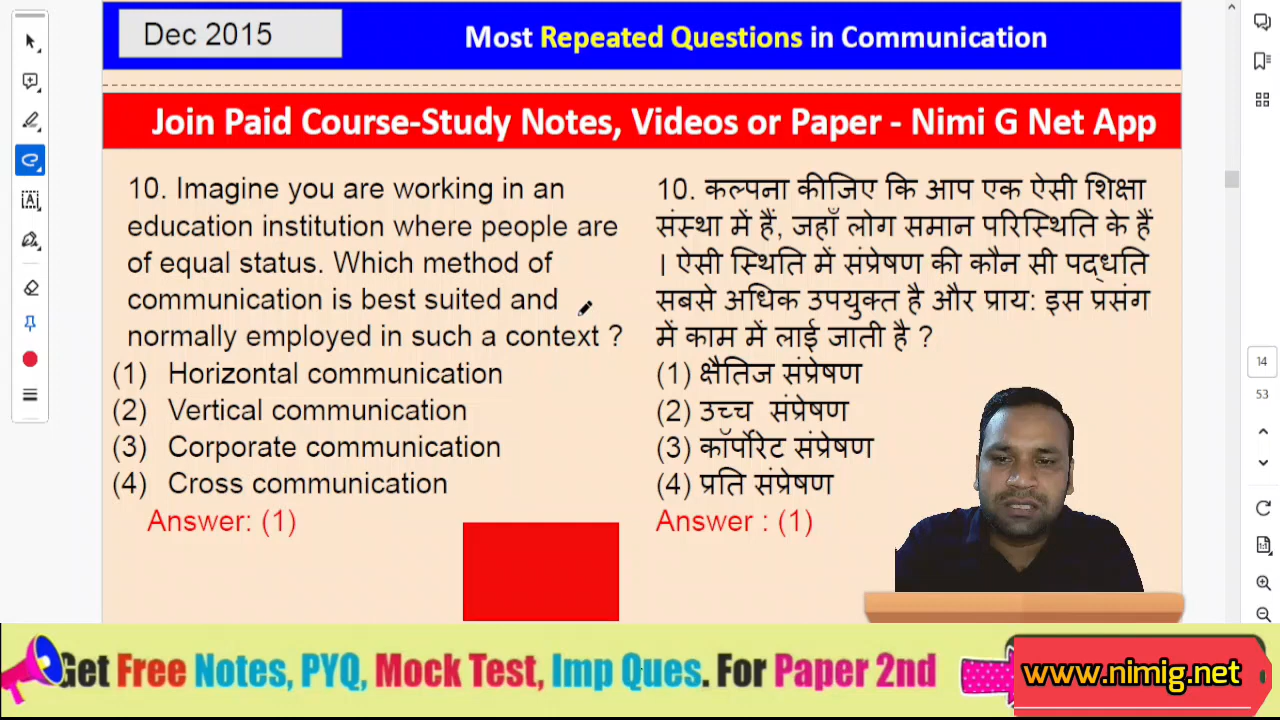 Dec 2015
Most Repeated Questions in Communication
Join Paid Course-Study Notes, Videos or Paper - Nimi G Net App
10. Imagine you are working in an
education institution where people are
of equal status. Which method of
communication is best suited and
normally employed in such a context ?
(1) Horizontal communication
(2) Vertical communication
(3) Corporate communication
(4) Cross communication
Answer: (1)
10. कल्पना कीजिए कि आप एक ऐसी शिक्षा
संस्था में हैं, जहाँ लोग समान परिस्थिति के हैं
। ऐसी स्थिति में संप्रेषण की कौन सी पद्धति
सबसे अधिक उपयुक्त है और प्राय: इस प्रसंग
में काम में लाई जाती है ?
(1) क्षैतिज संप्रेषण
(2) उच्च संप्रेषण
(3) कॉर्पोरेट संप्रेषण
(4) प्रति संप्रेषण
Answer : (1)
14
53
Get Free Notes, PYQ, Mock Test, Imp Ques. For Paper 2nd
www.nimig.net